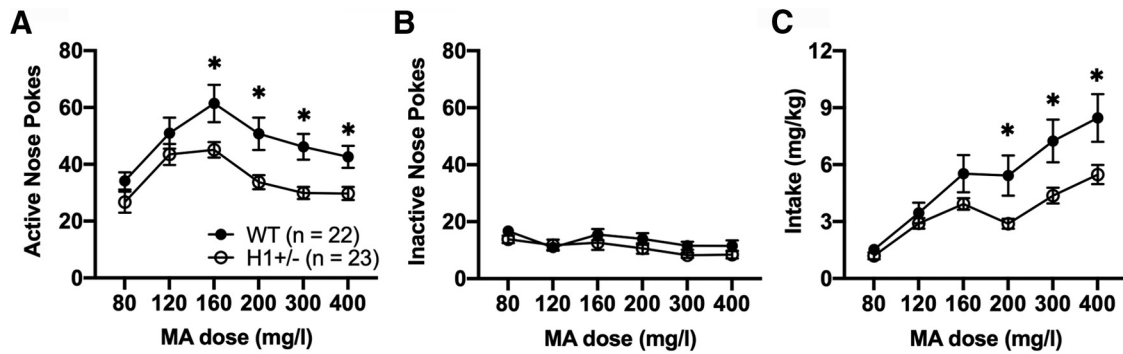 A
Active Nose Pokes
80
60
40
20
0
* * * *
WT (n = 22)
H1+/- (n = 23)
80 120 160 200 300 400
MA dose (mg/l)
B
Inactive Nose Pokes
80
60
40
20
0
80 120 160 200 300 400
MA dose (mg/l)
C
Intake (mg/kg)
12
9
6
3
0
* * *
80 120 160 200 300 400
MA dose (mg/l)